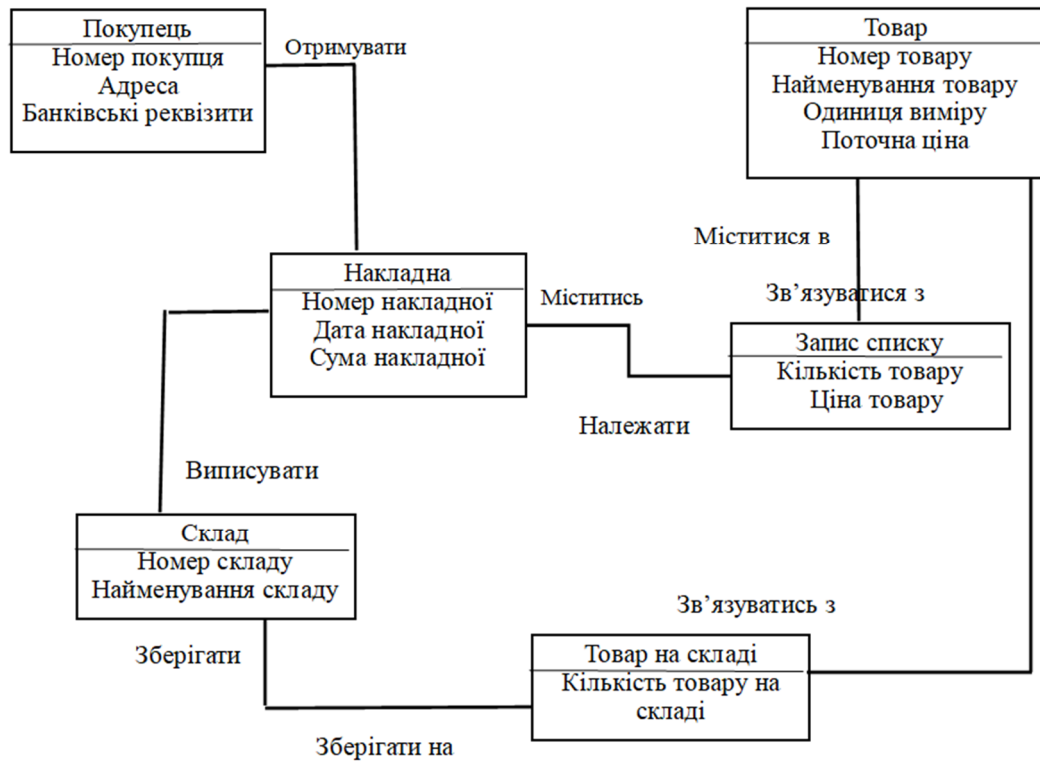 Покупець
Номер покупця
Адреса
Банківські реквізити
Отримувати
Товар
Номер товару
Найменування товару
Одиниця виміру
Поточна ціна
Міститися в
Зв’язуватися з
Накладна
Номер накладної
Дата накладної
Сума накладної
Міститись
Запис списку
Кількість товару
Ціна товару
Належати
Виписувати
Склад
Номер складу
Найменування складу
Зберігати
Зв’язуватись з
Товар на складі
Кількість товару на
складі
Зберігати на